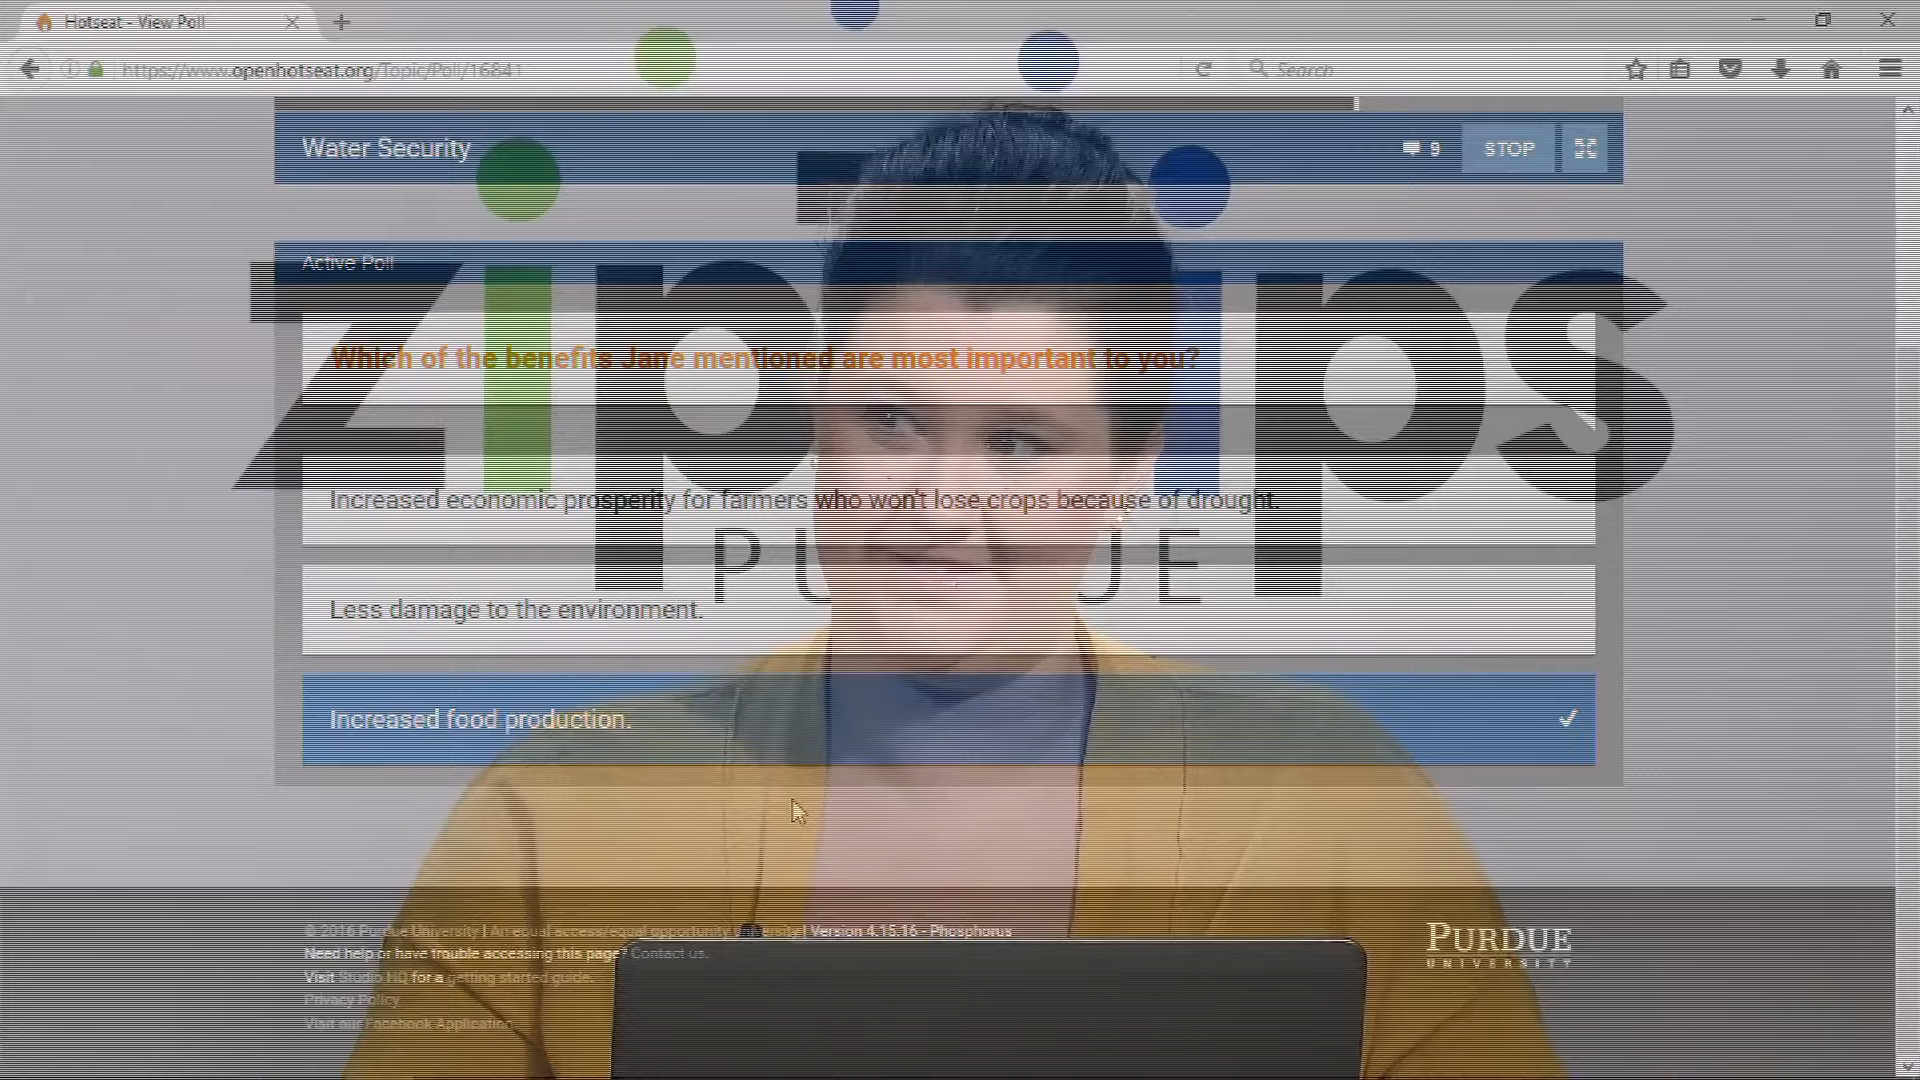 Hotseat - View Poll
https://www.openhotseat.org/Topic/Poll/16841
Search
Water Security
9
STOP
Active Poll
zipTips
PURDUE
Which of the benefits Jane mentioned are most important to you?
Increased economic prosperity for farmers who won't lose crops because of drought.
Less damage to the environment.
Increased food production.
© 2016 Purdue University | An equal access/equal opportunity university | Version 4.15.16 - Phosphorus
Need help or have trouble accessing this page? Contact us.
Visit Studio HQ for a getting started guide.
Privacy Policy
Visit our Facebook Application.
PURDUE
UNIVERSITY